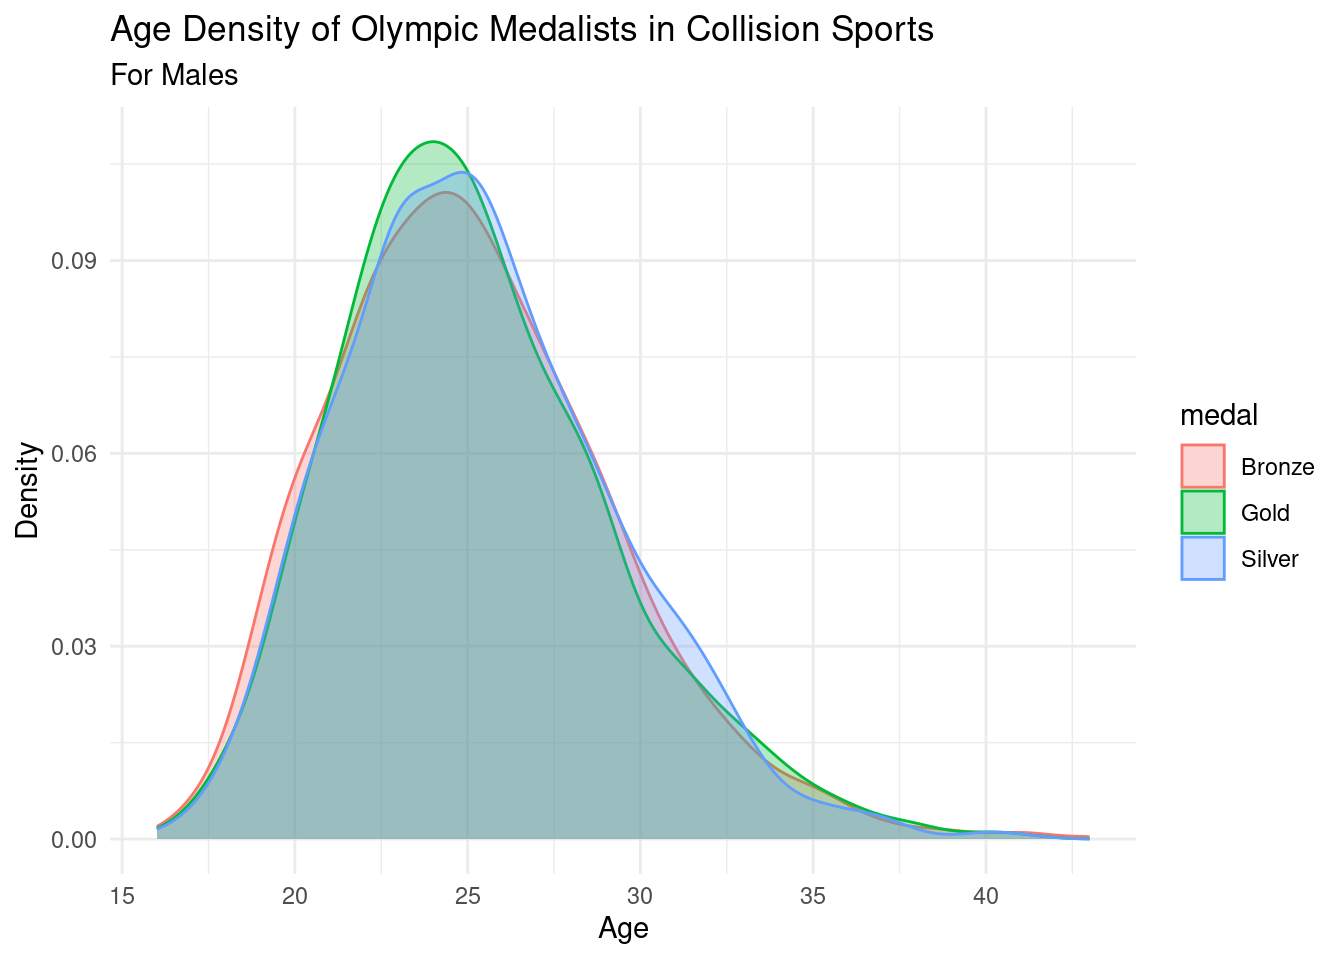 Age Density of Olympic Medalists in Collision Sports
For Males
0.09
0.06
0.03
0.00
Density
15 20 25 30 35 40
Age
medal
Bronze
Gold
Silver